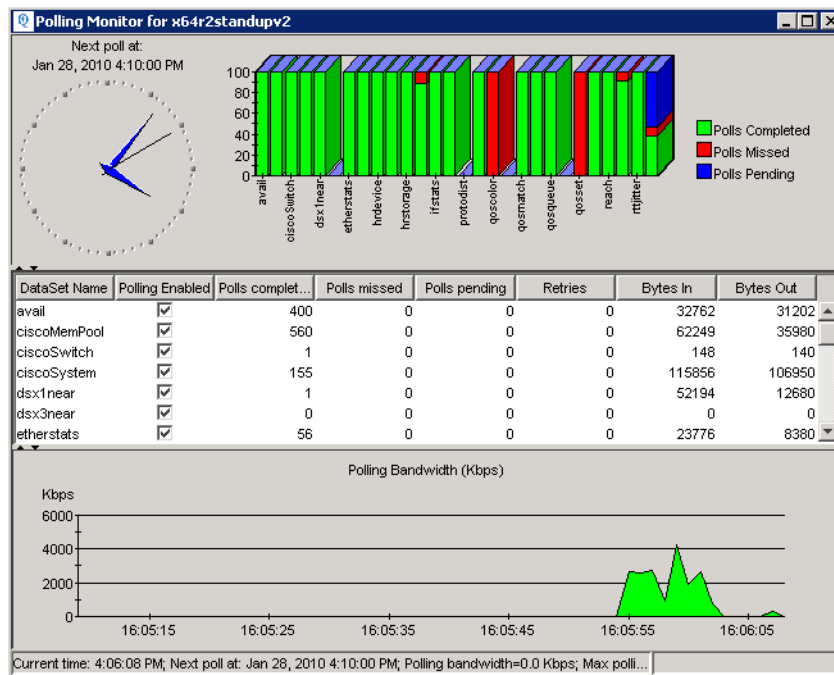 Polling Monitor for x64r2standupv2
Next poll at:
Jan 28, 2010 4:10:00 PM
100
80
60
40
20
0
avail
ciscoSwitch
dsx1near
etherstats
hrdevice
hrstorage
ifstats
protodist
qoscolor
qosmatch
qosqueue
qosset
reach
rttjitter
Polls Completed
Polls Missed
Polls Pending
DataSet Name Polling Enabled Polls complet... Polls missed Polls pending Retries Bytes In Bytes Out
avail 400 0 0 0 32762 31202
ciscoMemPool 560 0 0 0 62249 35980
ciscoSwitch 1 0 0 0 148 140
ciscoSystem 155 0 0 0 115856 106950
dsx1near 1 0 0 0 52194 12680
dsx3near 0 0 0 0 0 0
etherstats 56 0 0 0 23776 8380
Polling Bandwidth (Kbps)
Kbps
6000
4000
2000
0
16:05:15 16:05:25 16:05:35 16:05:45 16:05:55 16:06:05
Current time: 4:06:08 PM; Next poll at: Jan 28, 2010 4:10:00 PM; Polling bandwidth=0.0 Kbps; Max polli...